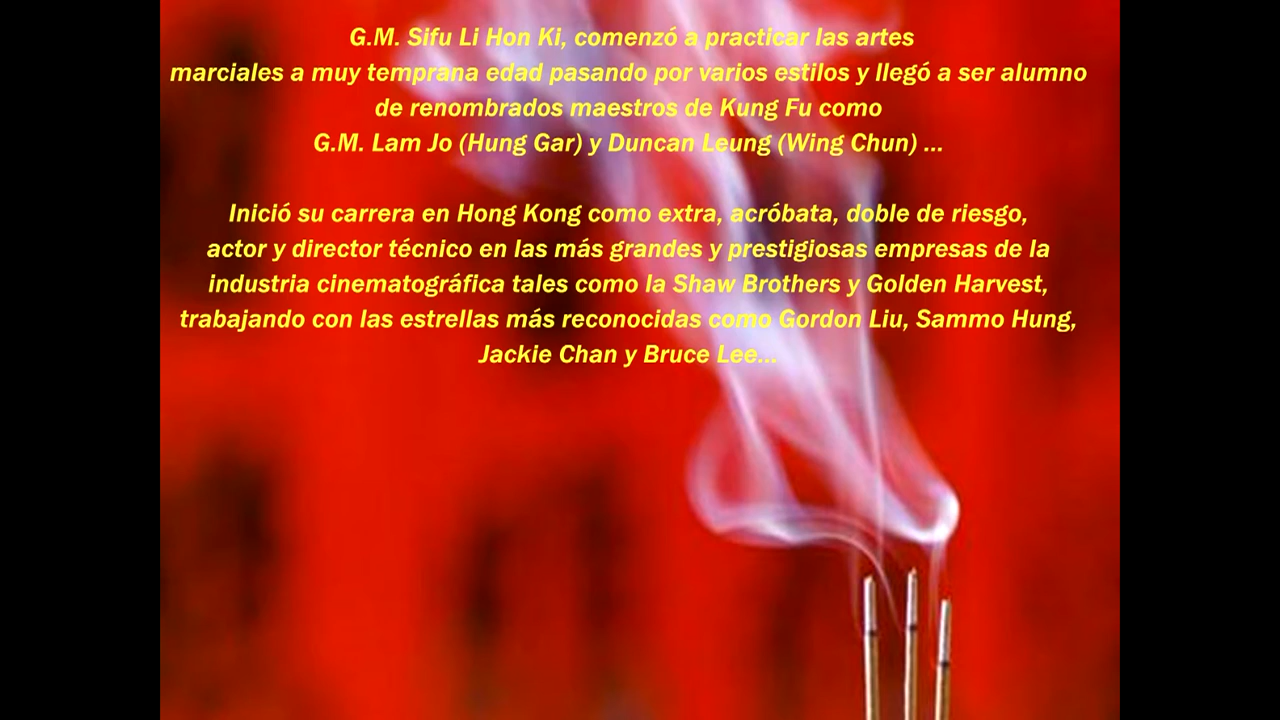 G.M. Sifu Li Hon Ki, comenzó a practicar las artes
marciales a muy temprana edad pasando por varios estilos y llegó a ser alumno
de renombrados maestros de Kung Fu como
G.M. Lam Jo (Hung Gar) y Duncan Leung (Wing Chun) ...
Inició su carrera en Hong Kong como extra, acróbata, doble de riesgo,
actor y director técnico en las más grandes y prestigiosas empresas de la
industria cinematográfica tales como la Shaw Brothers y Golden Harvest,
trabajando con las estrellas más reconocidas como Gordon Liu, Sammo Hung,
Jackie Chan y Bruce Lee...